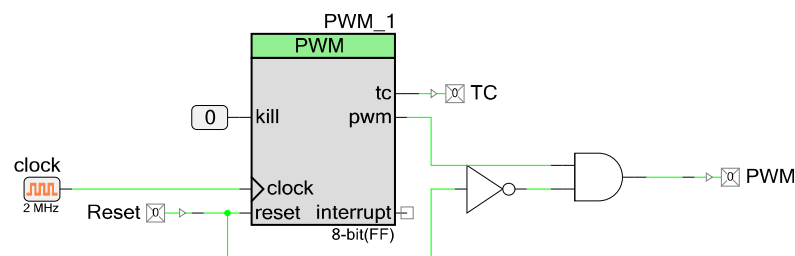 PWM_1
PWM
tc
TC
0
kill
pwm
clock
2 MHz
clock
PWM
Reset
reset
interrupt
8-bit(FF)